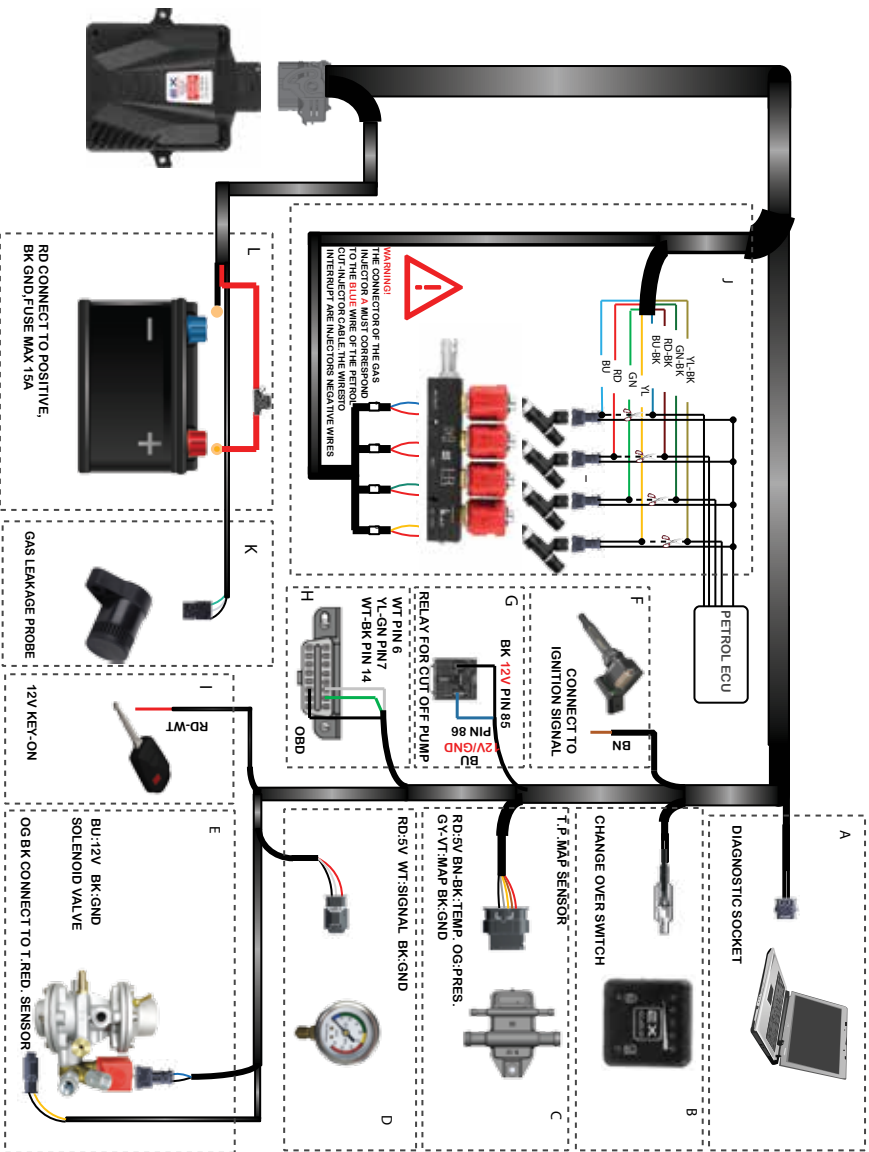 A
DIAGNOSTIC SOCKET
B
CHANGE OVER SWITCH
C
T.P.MAP SENSOR
RD:5V BN-BK:TEMP. OG:PRES.
GY-VT:MAP BK:GND
D
RD:5V WT:SIGNAL BK:GND
E
BU:12V BK:GND
SOLENOID VALVE
OGBK CONNECT TO T.RED. SENSOR
F
CONNECT TO
IGNITION SIGNAL
BN
G
BK 12V PIN 85
PIN 86
12V/GND
BU
RELAY FOR CUT OFF PUMP
H
WT PIN 6
YL-GN PIN7
WT-BK PIN 14
OBD
I
RD-WT
12V KEY-ON
J
YL-BK
GN-BK
RD-BK
BU-BK
YL
GN
RD
BU
PETROL ECU
WARNING!
THE CONNECTOR OF THE GAS
INJECTOR A MUST CORRESPOND
TO THE BLUE WIRE OF THE PETROL
CUT-INJECTOR CABLE.THE WIRESTO
INTERRUPT ARE INJECTORS NEGATIVE WIRES
K
GAS LEAKAGE PROBE
L
RD CONNECT TO POSITIVE,
BK GND,FUSE MAX 15A